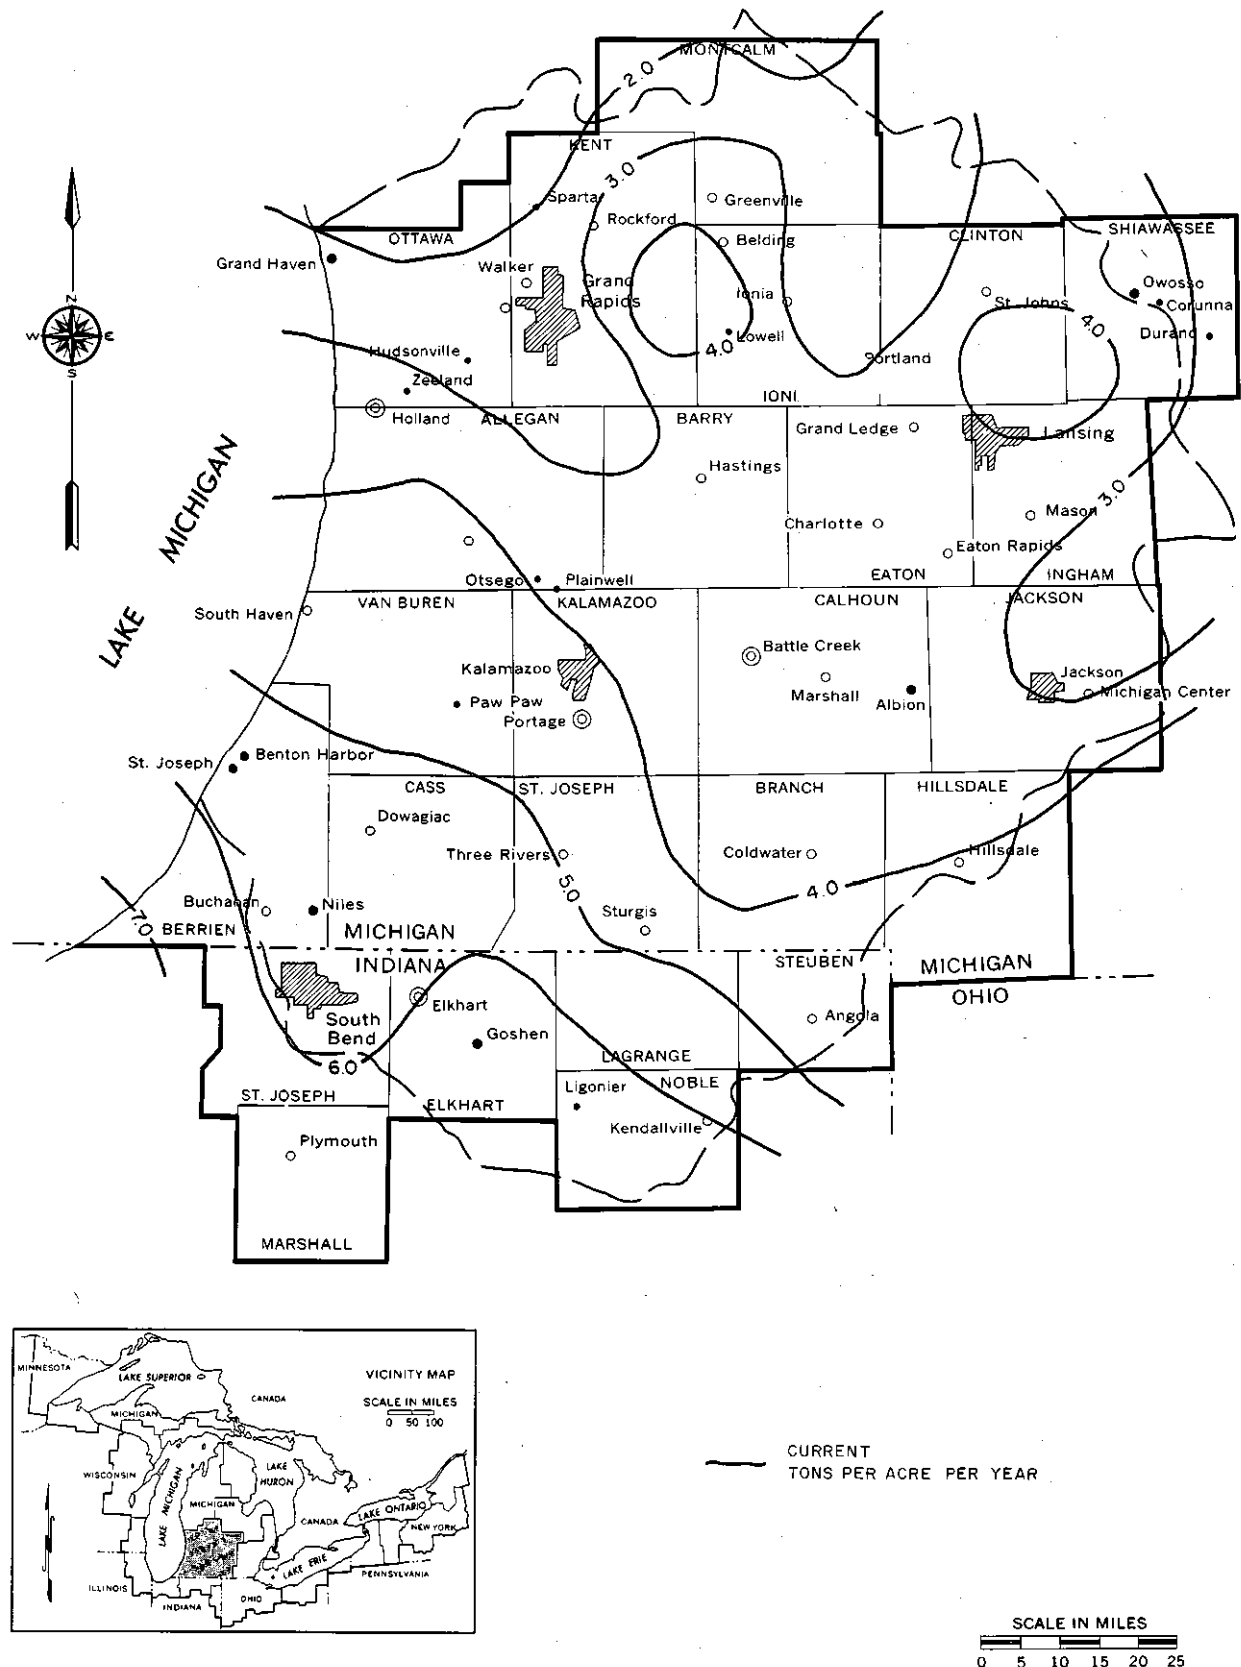 MONTCALM
2.0
KENT
3.0
Sparta
Greenville
Rockford
OTTAWA
Belding
CLINTON
SHIAWASSEE
Grand Haven
Walker
Grand
Rapids
Ionia
St. Johns
Owosso
Corunna
4.0
Durand
Hudsonville
4.0
Lowell
Portland
Zeeland
IONI
Holland
ALLEGAN
BARRY
Grand Ledge
Lansing
N
W
E
S
LAKE MICHIGAN
Hastings
3.0
Charlotte
Mason
Eaton Rapids
Otsego
Plainwell
EATON
INGHAM
South Haven
VAN BUREN
KALAMAZOO
CALHOUN
JACKSON
Kalamazoo
Battle Creek
Jackson
Paw Paw
Marshall
Albion
Michigan Center
Portage
St. Joseph
Benton Harbor
CASS
ST. JOSEPH
BRANCH
HILLSDALE
Dowagiac
Three Rivers
Coldwater
Hillsdale
5.0
4.0
Buchanan
Niles
Sturgis
7.0
BERRIEN
MICHIGAN
INDIANA
STEUBEN
MICHIGAN
OHIO
Elkhart
South
Bend
Goshen
Angola
6.0
LAGRANGE
ST. JOSEPH
ELKHART
Ligonier
NOBLE
Kendallville
Plymouth
MARSHALL
VICINITY MAP
SCALE IN MILES
0 50 100
MINNESOTA
LAKE SUPERIOR
CANADA
MICHIGAN
WISCONSIN
LAKE MICHIGAN
LAKE
HURON
MICHIGAN
CANADA
LAKE ONTARIO
NEW YORK
LAKE ERIE
PENNSYLVANIA
ILLINOIS
INDIANA
OHIO
CURRENT
TONS PER ACRE PER YEAR
SCALE IN MILES
0 5 10 15 20 25